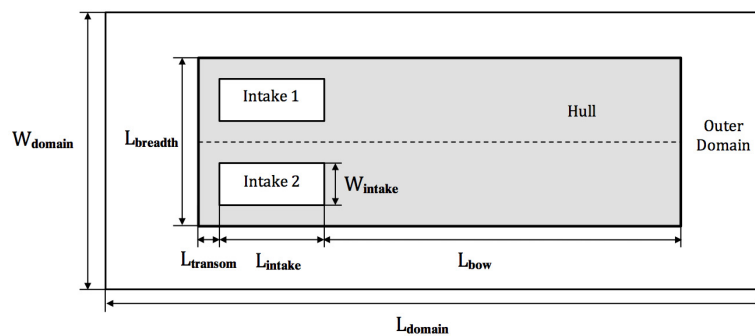 Intake 1
Hull
W_domain
L_breadth
Outer
Domain
Intake 2
W_intake
L_transom
L_intake
L_bow
L_domain